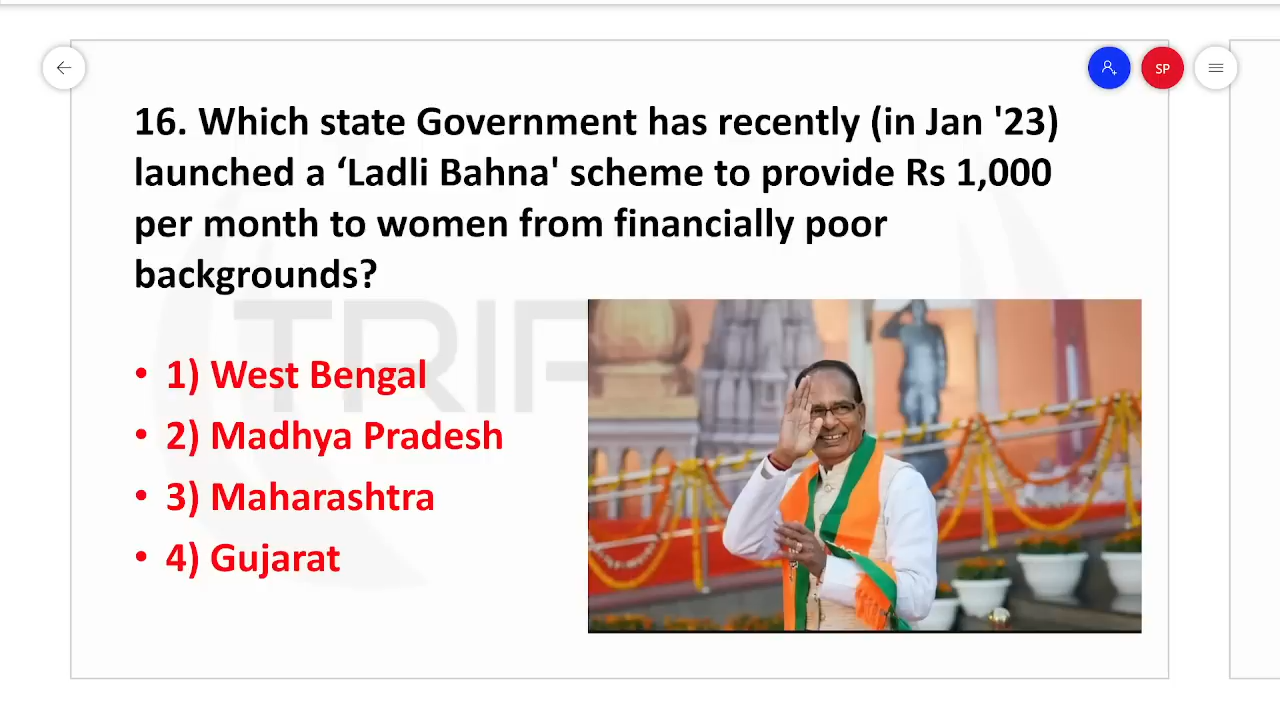 SP
16. Which state Government has recently (in Jan '23)
launched a ‘Ladli Bahna' scheme to provide Rs 1,000
per month to women from financially poor
backgrounds?
TRIF
• 1) West Bengal
• 2) Madhya Pradesh
• 3) Maharashtra
• 4) Gujarat